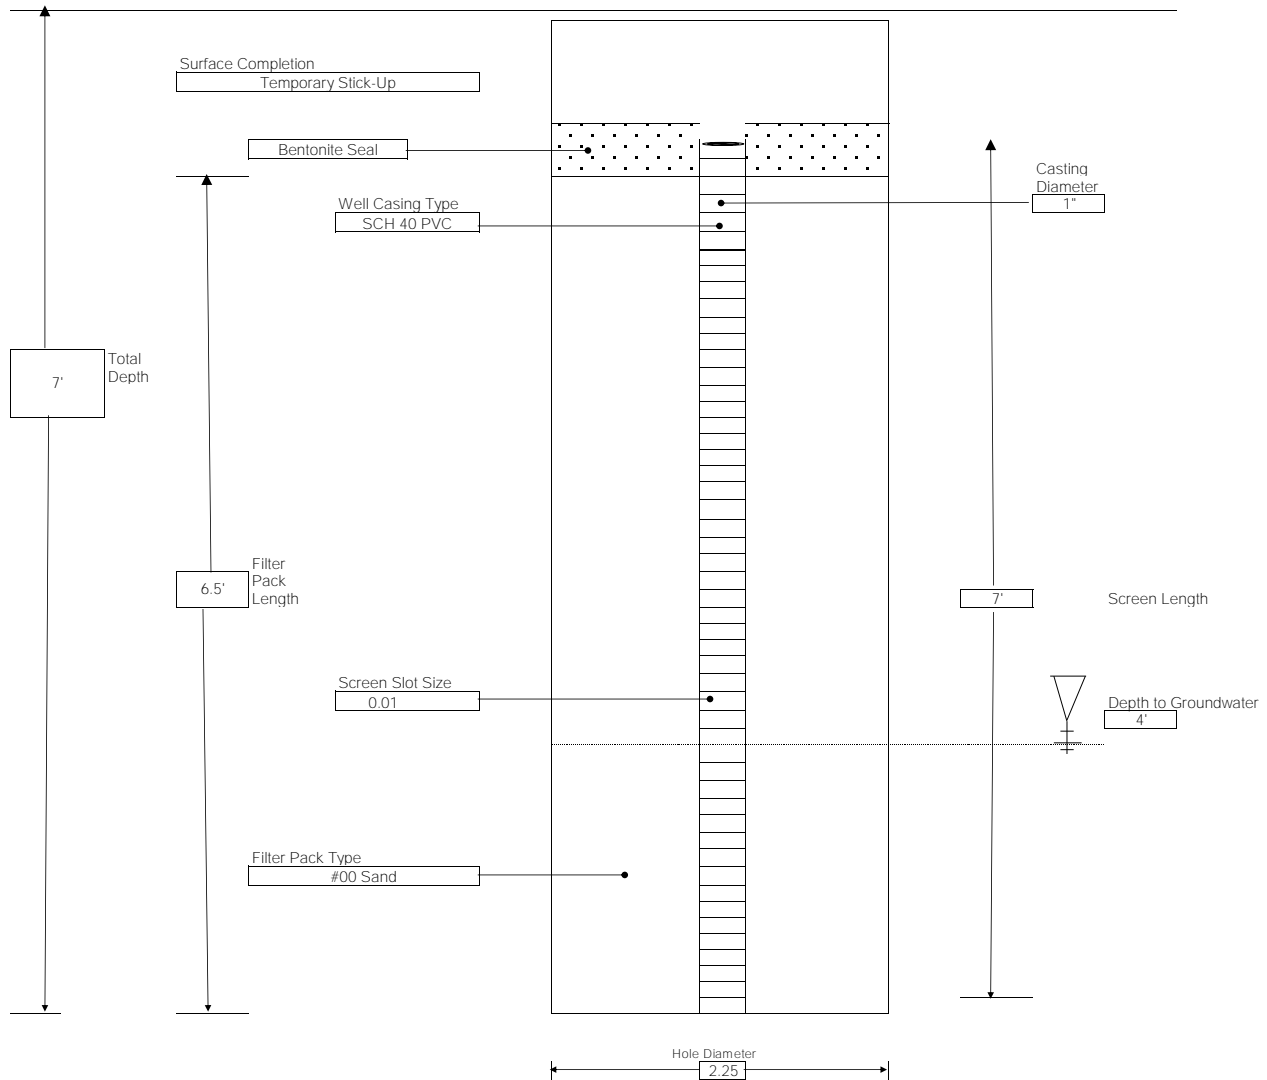 Surface Completion
Temporary Stick-Up
Bentonite Seal
Casting
Diameter
1"
Well Casing Type
SCH 40 PVC
Total
Depth
7'
Filter
Pack
Length
6.5'
7'
Screen Length
Screen Slot Size
0.01
Depth to Groundwater
4'
Filter Pack Type
#00 Sand
Hole Diameter
2.25